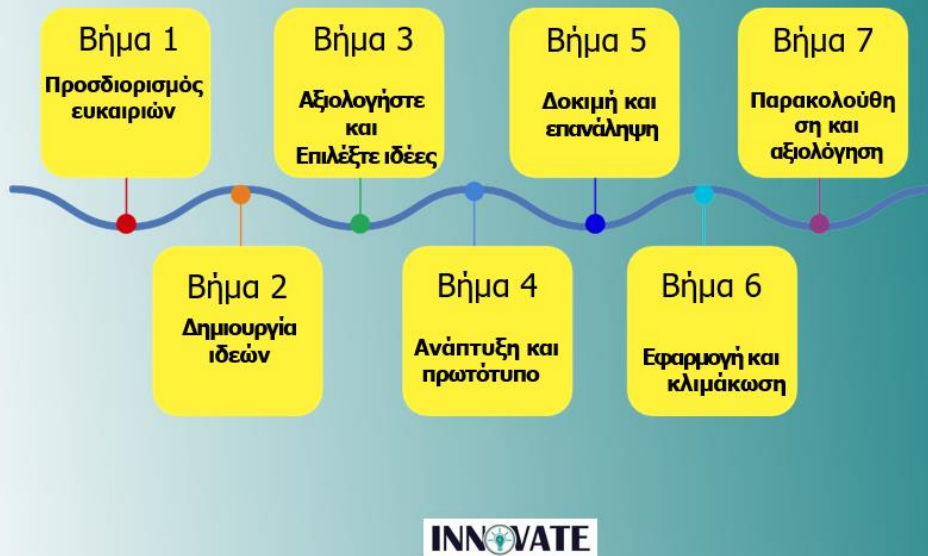 Βήμα 1
Προσδιορισμός
ευκαιριών
Βήμα 2
Δημιουργία
ιδεών
Βήμα 3
Αξιολογήστε
και
Επιλέξτε ιδέες
Βήμα 4
Ανάπτυξη και
πρωτότυπο
Βήμα 5
Δοκιμή και
επανάληψη
Βήμα 6
Εφαρμογή και
κλιμάκωση
Βήμα 7
Παρακολούθη
ση και
αξιολόγηση
INNOVATE